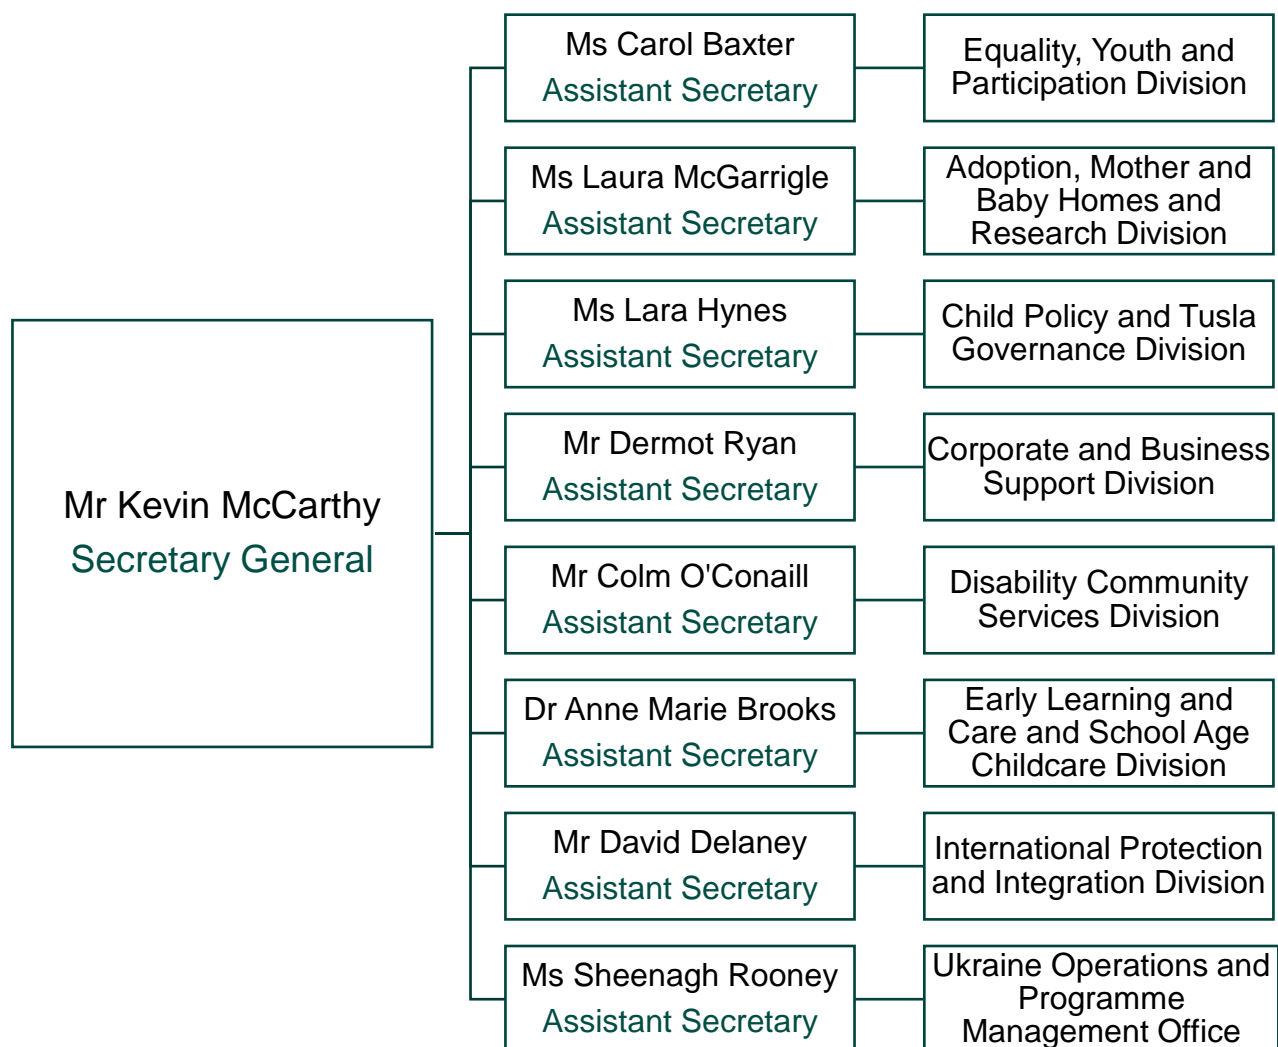 Mr Kevin McCarthy
Secretary General
Ms Carol Baxter
Assistant Secretary
Equality, Youth and
Participation Division
Ms Laura McGarrigle
Assistant Secretary
Adoption, Mother and
Baby Homes and
Research Division
Ms Lara Hynes
Assistant Secretary
Child Policy and Tusla
Governance Division
Mr Dermot Ryan
Assistant Secretary
Corporate and Business
Support Division
Mr Colm O'Conaill
Assistant Secretary
Disability Community
Services Division
Dr Anne Marie Brooks
Assistant Secretary
Early Learning and
Care and School Age
Childcare Division
Mr David Delaney
Assistant Secretary
International Protection
and Integration Division
Ms Sheenagh Rooney
Assistant Secretary
Ukraine Operations and
Programme
Management Office